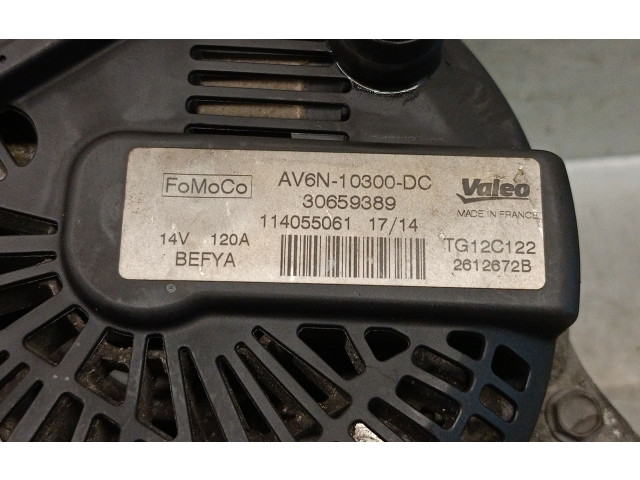 FoMoCo
AV6N-10300-DC
30659389
Valeo
MADE IN FRANCE
114055061 17/14
14V 120A
BEFYA
TG12C122
2612672B